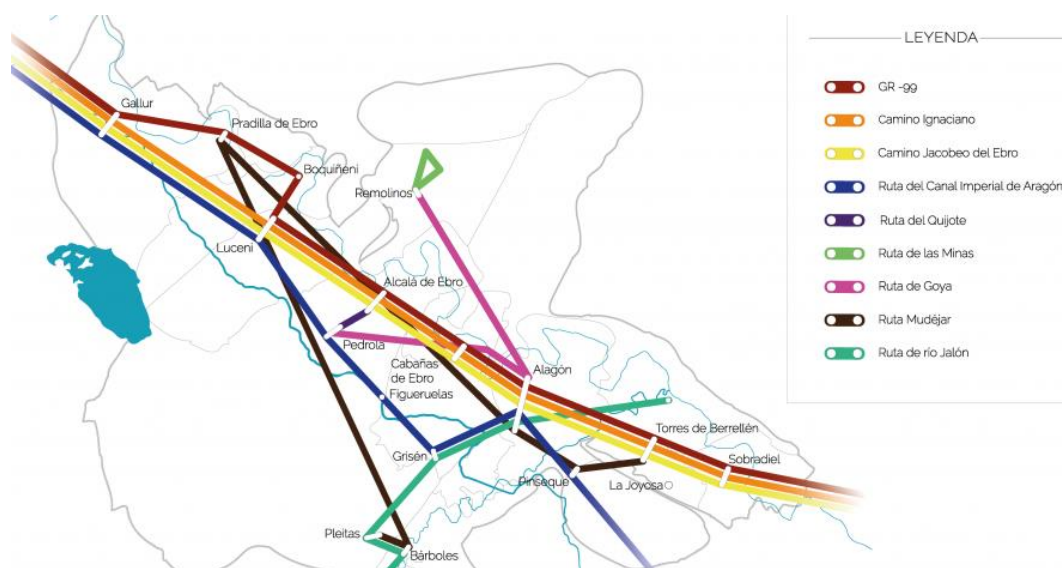 LEYENDA
GR -99
Camino Ignaciano
Camino Jacobeo del Ebro
Ruta del Canal Imperial de Aragón
Ruta del Quijote
Ruta de las Minas
Ruta de Goya
Ruta Mudéjar
Ruta de río Jalón
Gallur
Pradilla de Ebro
Boquiñeni
Remolinos
Luceni
Alcalá de Ebro
Pedrola
Cabañas
de Ebro
Alagón
Figueruelas
Torres de Berrellén
Grisén
Sobradiel
Pinseque
La Joyosa
Pleitas
Bárboles